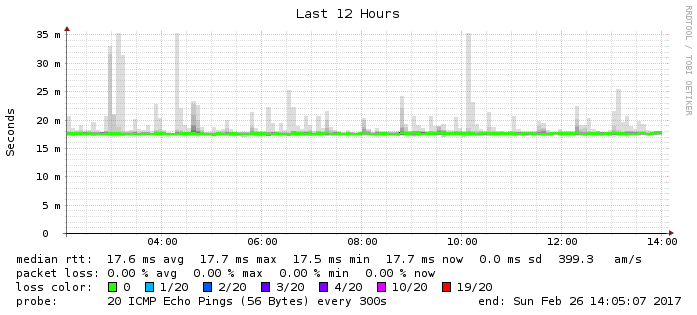 Last 12 Hours
RRDTOOL / TOBI OETIKER
Seconds
35 m
30 m
25 m
20 m
15 m
10 m
5 m
0
04:00 06:00 08:00 10:00 12:00 14:00
median rtt: 17.6 ms avg 17.7 ms max 17.5 ms min 17.7 ms now 0.0 ms sd 399.3 am/s
packet loss: 0.00 % avg 0.00 % max 0.00 % min 0.00 % now
loss color: 0 1/20 2/20 3/20 4/20 10/20 19/20
probe: 20 ICMP Echo Pings (56 Bytes) every 300s end: Sun Feb 26 14:05:07 2017